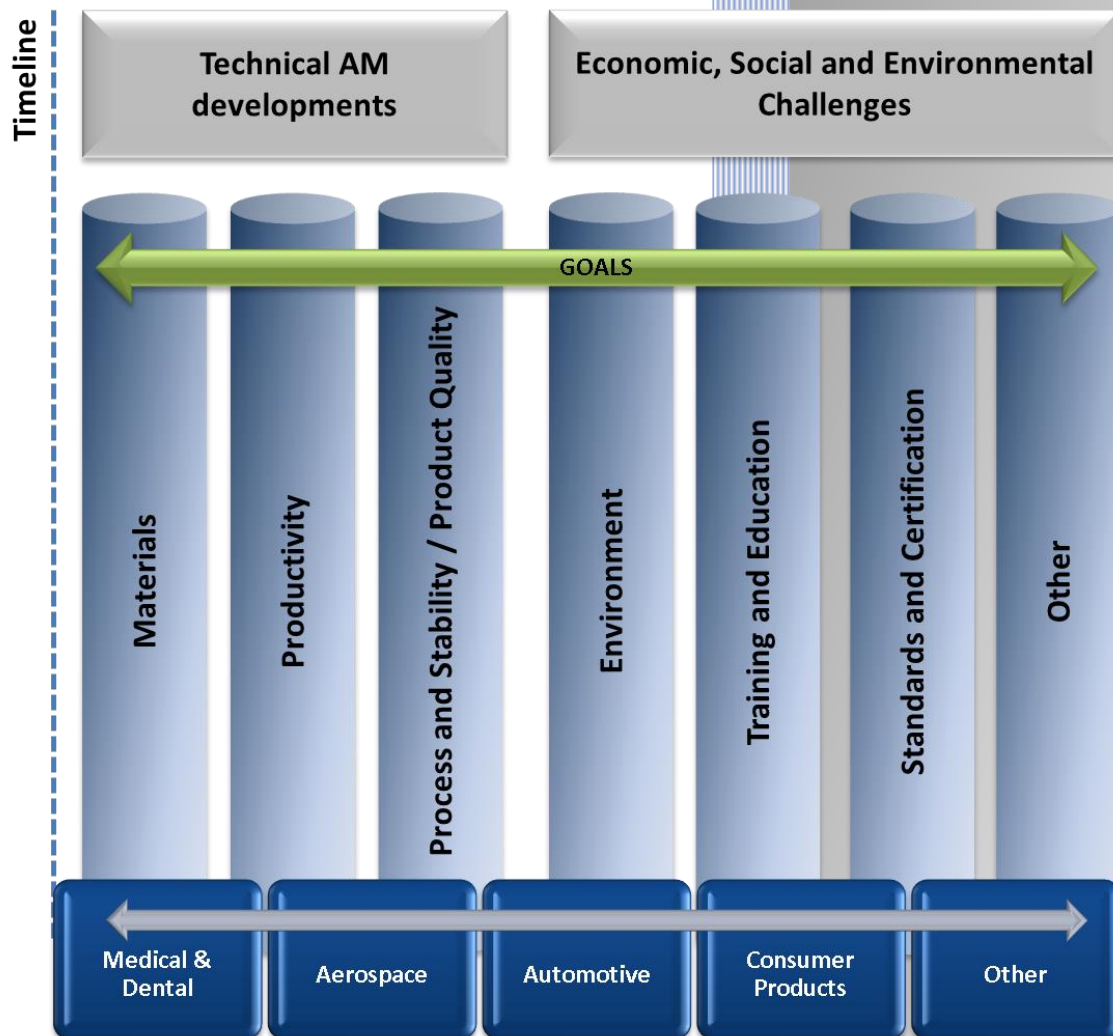 Timeline
Technical AM
developments
Economic, Social and Environmental
Challenges
GOALS
Materials
Productivity
Process and Stability / Product Quality
Environment
Training and Education
Standards and Certification
Other
Medical &
Dental
Aerospace
Automotive
Consumer
Products
Other